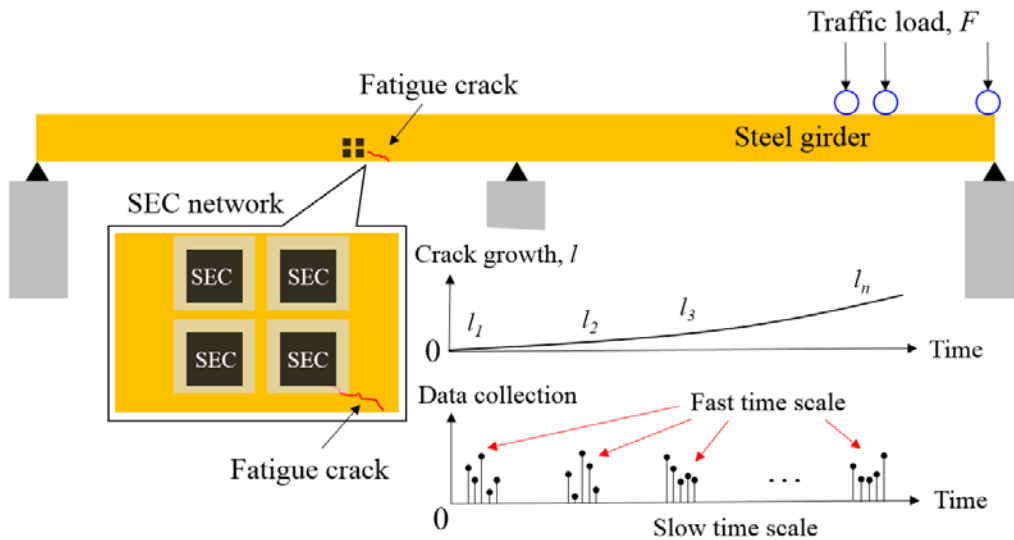 Traffic load, F
Fatigue crack
Steel girder
SEC network
SEC SEC
SEC SEC
Fatigue crack
Crack growth, l
l1 l2 l3 ln
0
Time
Data collection
Fast time scale
. . .
0
Time
Slow time scale